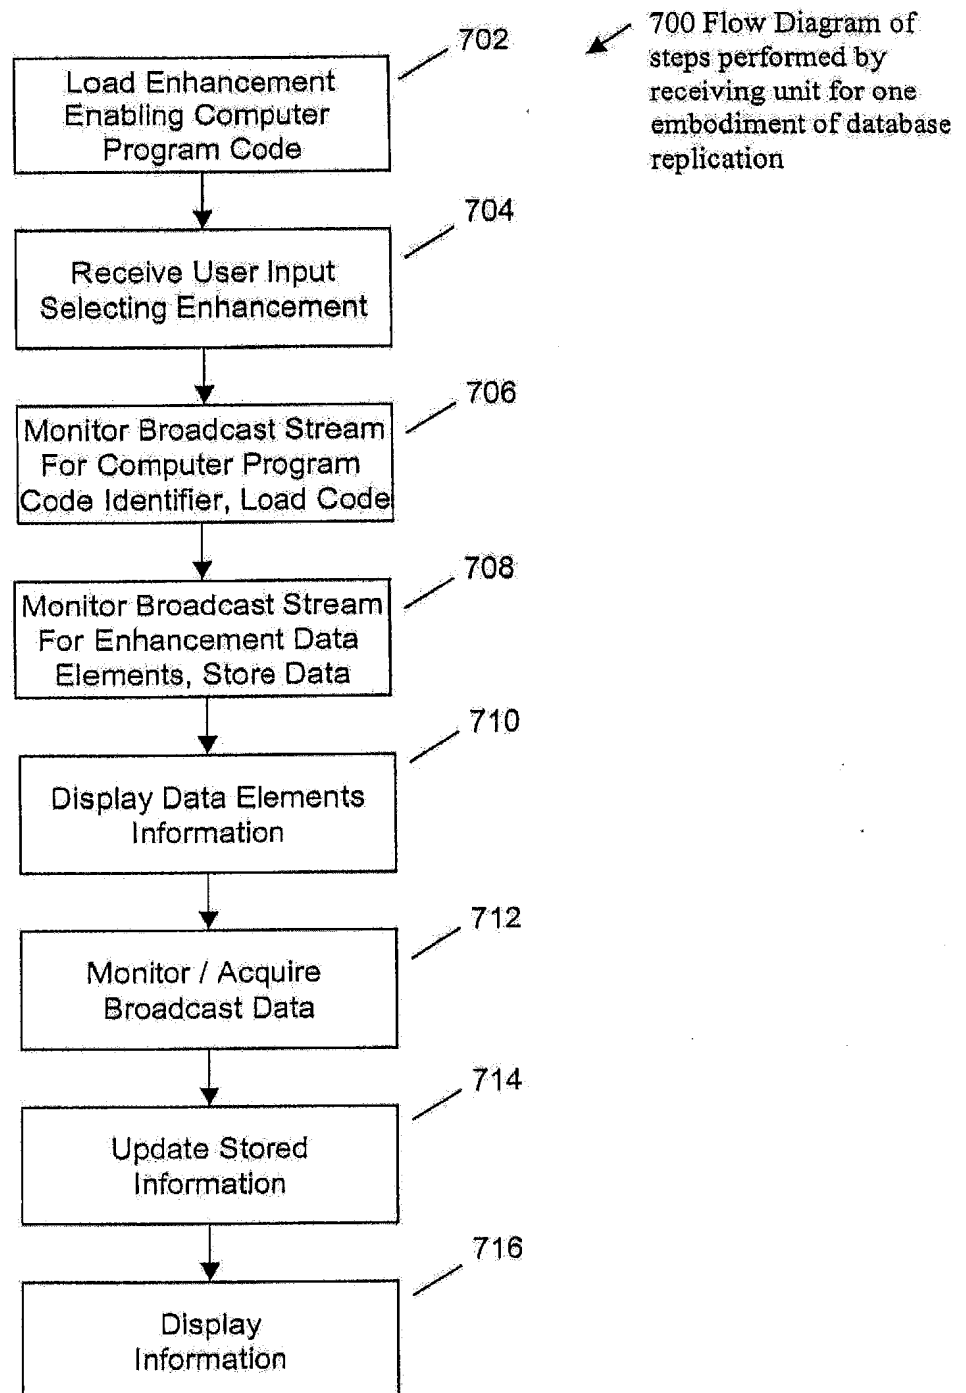 702
700 Flow Diagram of
steps performed by
receiving unit for one
embodiment of database
replication
Load Enhancement
Enabling Computer
Program Code
704
Receive User Input
Selecting Enhancement
706
Monitor Broadcast Stream
For Computer Program
Code Identifier, Load Code
708
Monitor Broadcast Stream
For Enhancement Data
Elements, Store Data
710
Display Data Elements
Information
712
Monitor / Acquire
Broadcast Data
714
Update Stored
Information
716
Display
Information